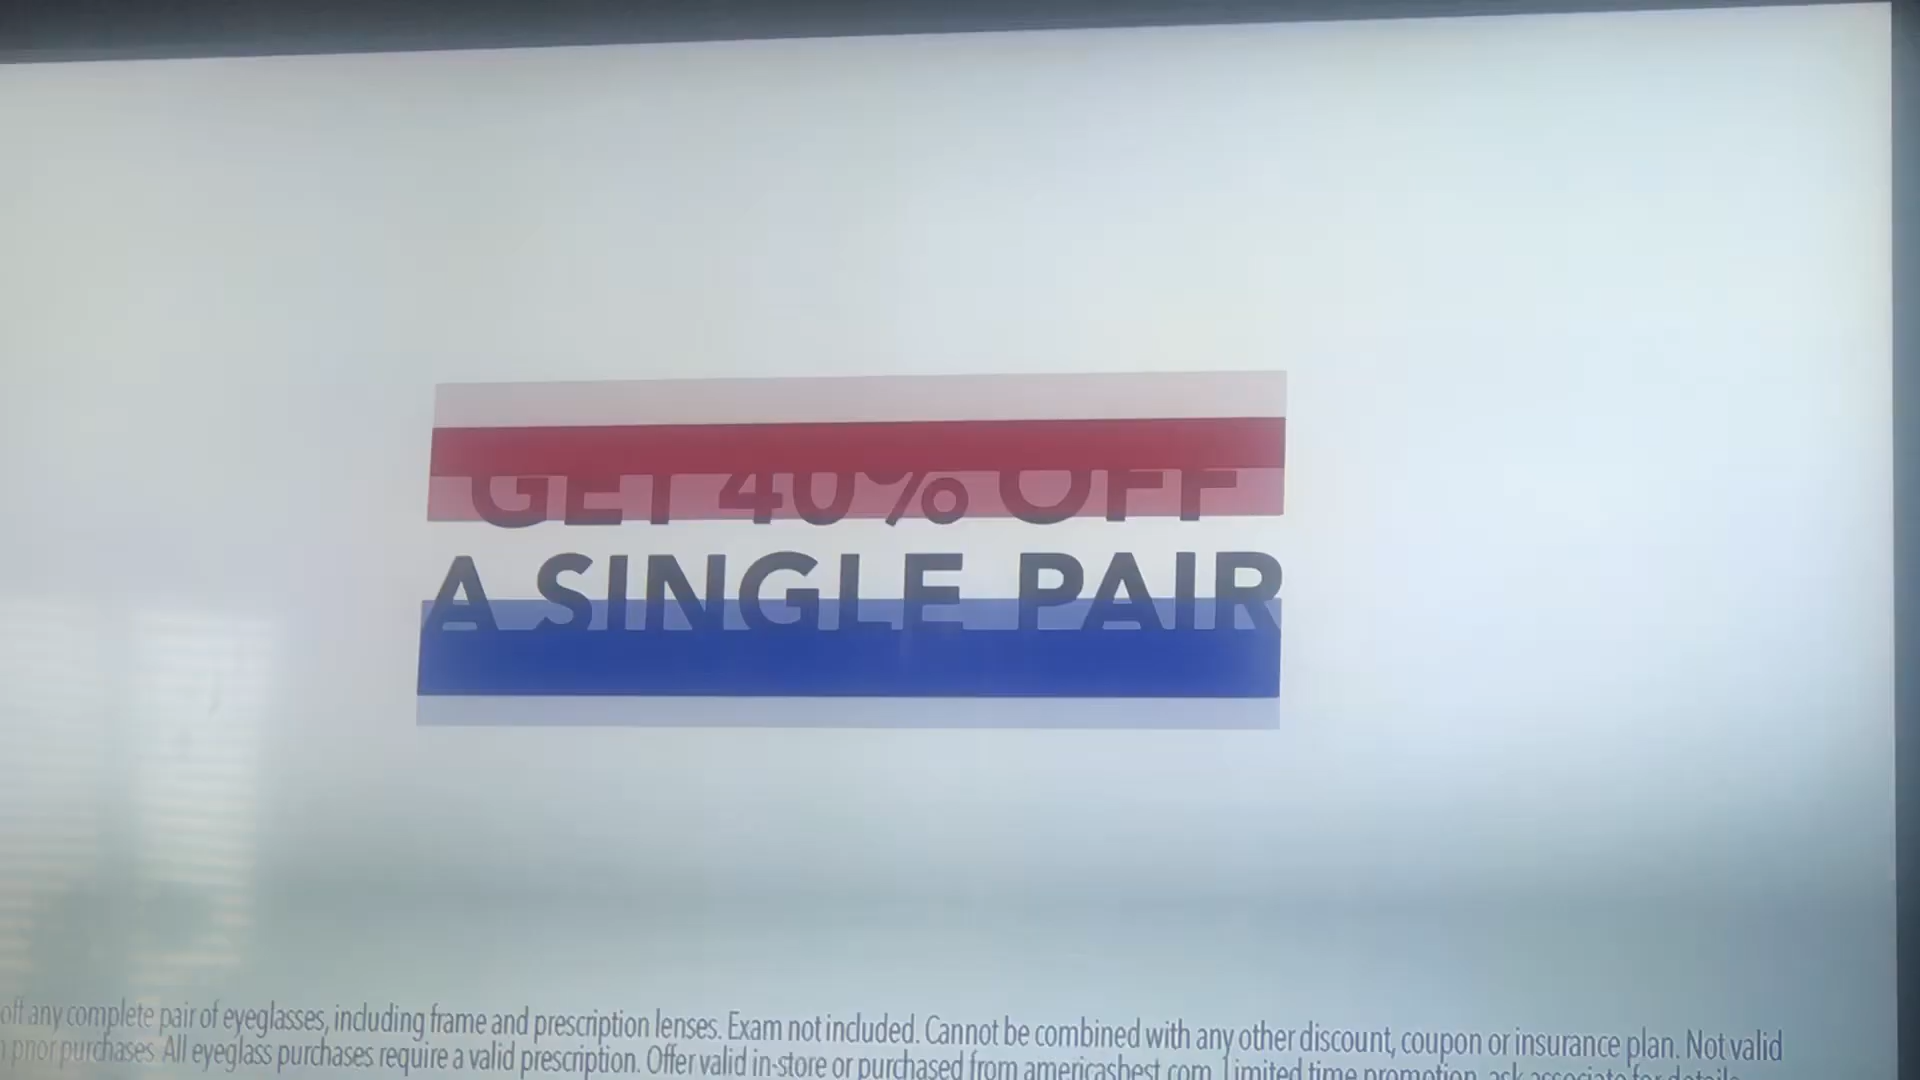 GET 40% OFF
A SINGLE PAIR
off any complete pair of eyeglasses, including frame and prescription lenses. Exam not included. Cannot be combined with any other discount, coupon or insurance plan. Not valid
prior purchases. All eyeglass purchases require a valid prescription. Offer valid in-store or purchased from americasbest.com. Limited time promotion, ask associate for details.